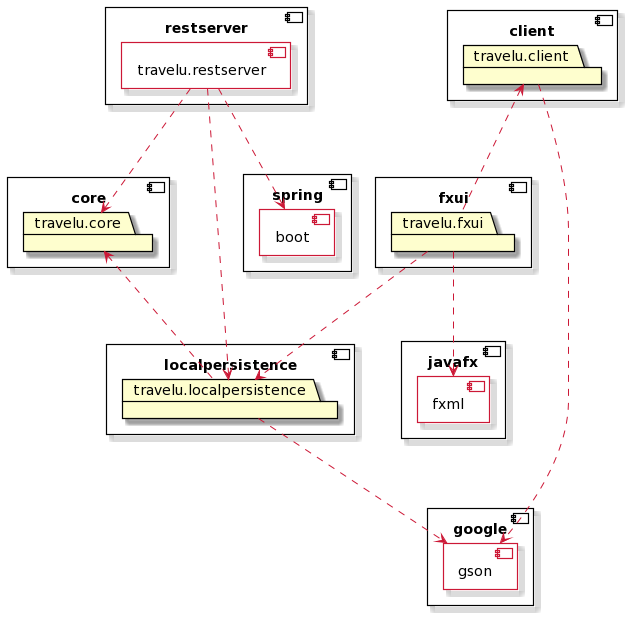 restserver
travelu.restserver
client
travelu.client
core
travelu.core
spring
boot
fxui
travelu.fxui
localpersistence
travelu.localpersistence
javafx
fxml
google
gson